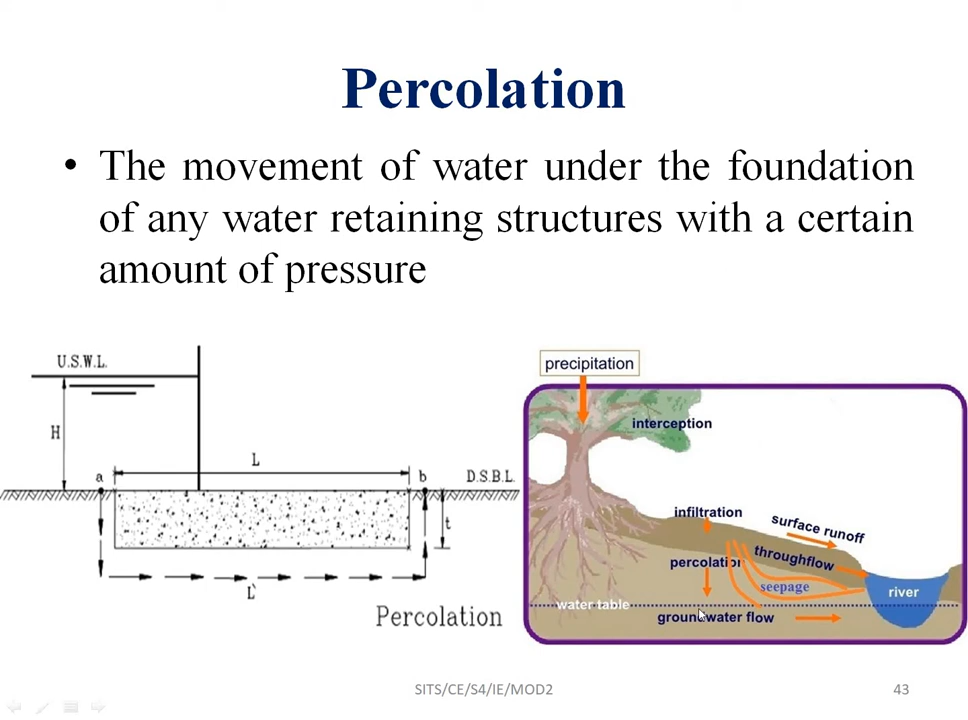 Percolation
• The movement of water under the foundation
of any water retaining structures with a certain
amount of pressure
U.S.W.L.
H
L
a
b
D.S.B.L.
t
L'
Percolation
precipitation
interception
infiltration
surface runoff
throughflow
percolation
seepage
river
water table
groundwater flow
SITS/CE/S4/IE/MOD2
43